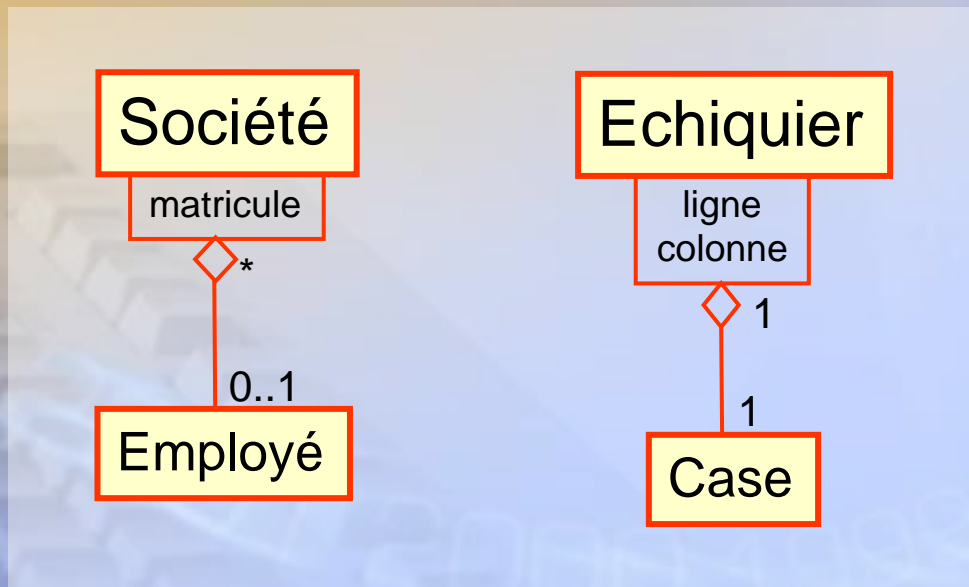 Société
matricule
*
0..1
Employé
Echiquier
ligne
colonne
1
1
Case